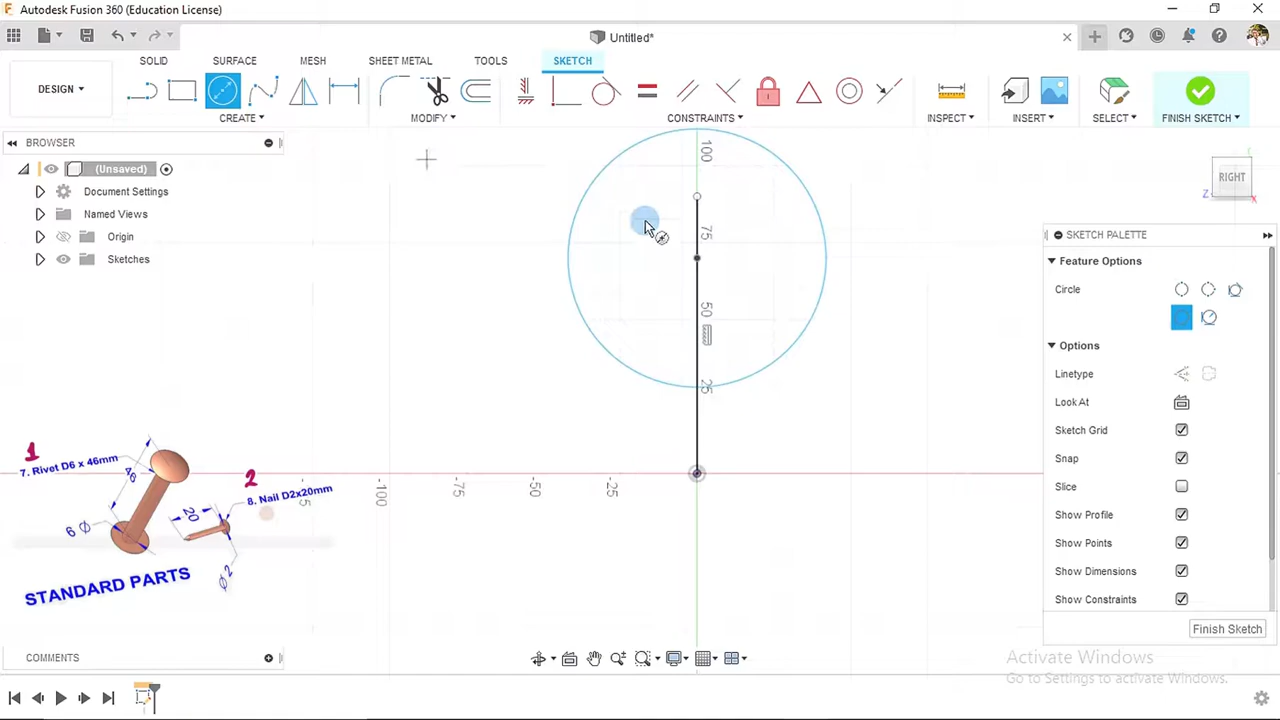 Autodesk Fusion 360 (Education License)
Untitled*
SOLID SURFACE MESH SHEET METAL SKETCH TOOLS
DESIGN
CREATE MODIFY CONSTRAINTS INSPECT INSERT SELECT FINISH SKETCH
BROWSER
(Unsaved)
Document Settings
Named Views
Origin
Sketches
RIGHT
Z
X
Y
100
75
50
25
-100
-75
-50
-25
SKETCH PALETTE
Feature Options
Circle
Options
Linetype
Look At
Sketch Grid
Snap
Slice
Show Profile
Show Points
Show Dimensions
Show Constraints
Finish Sketch
1
7. Rivet D6 x 46mm
2
8. Nail D2x20mm
20
6 Ø
Ø2
STANDARD PARTS
COMMENTS
Activate Windows
Go to Settings to activate Windows.